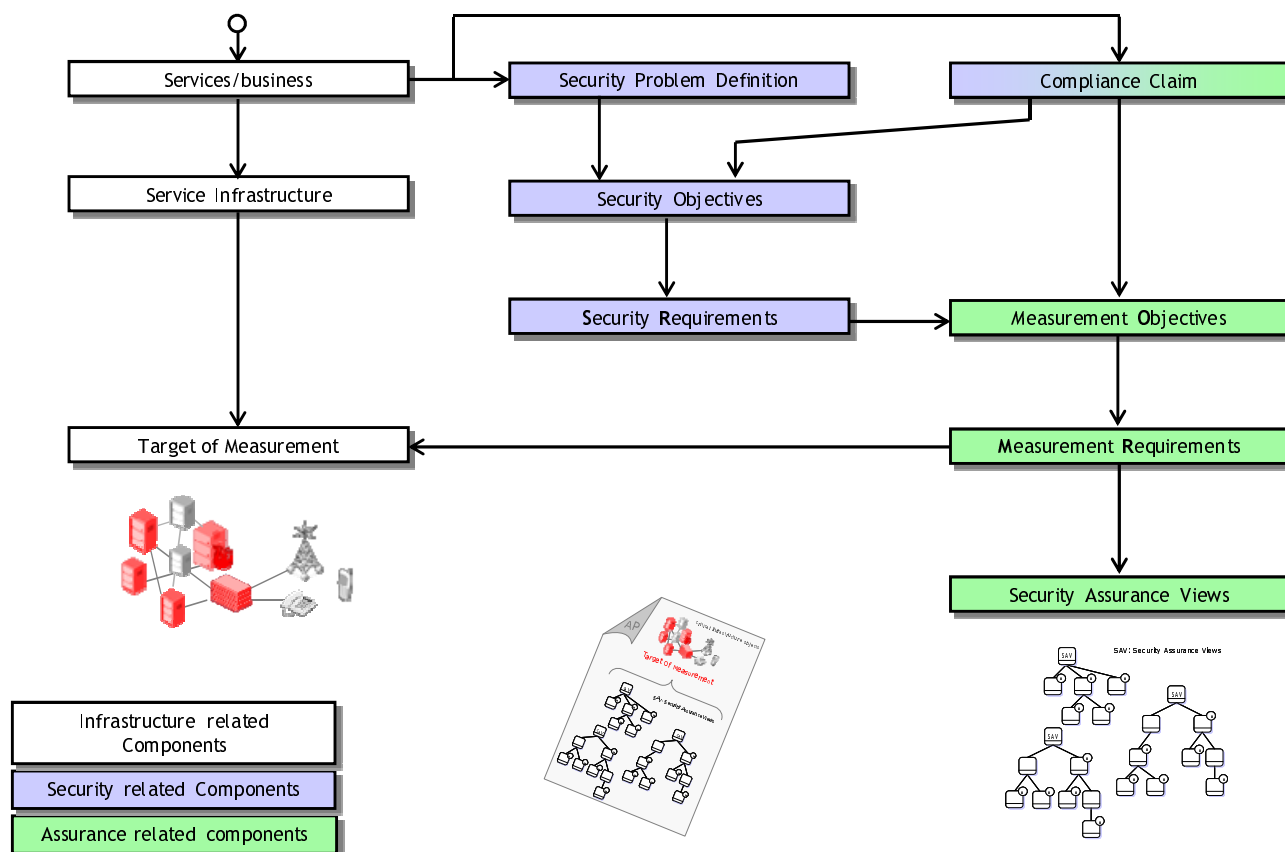 Services/business
Security Problem Definition
Compliance Claim
Service Infrastructure
Security Objectives
Security Requirements
Measurement Objectives
Target of Measurement
Measurement Requirements
Security Assurance Views
AP
Target of Measurement
SAV: Security Assurance Views
SAV
SAV
SAV
Infrastructure related
Components
Security related Components
Assurance related components